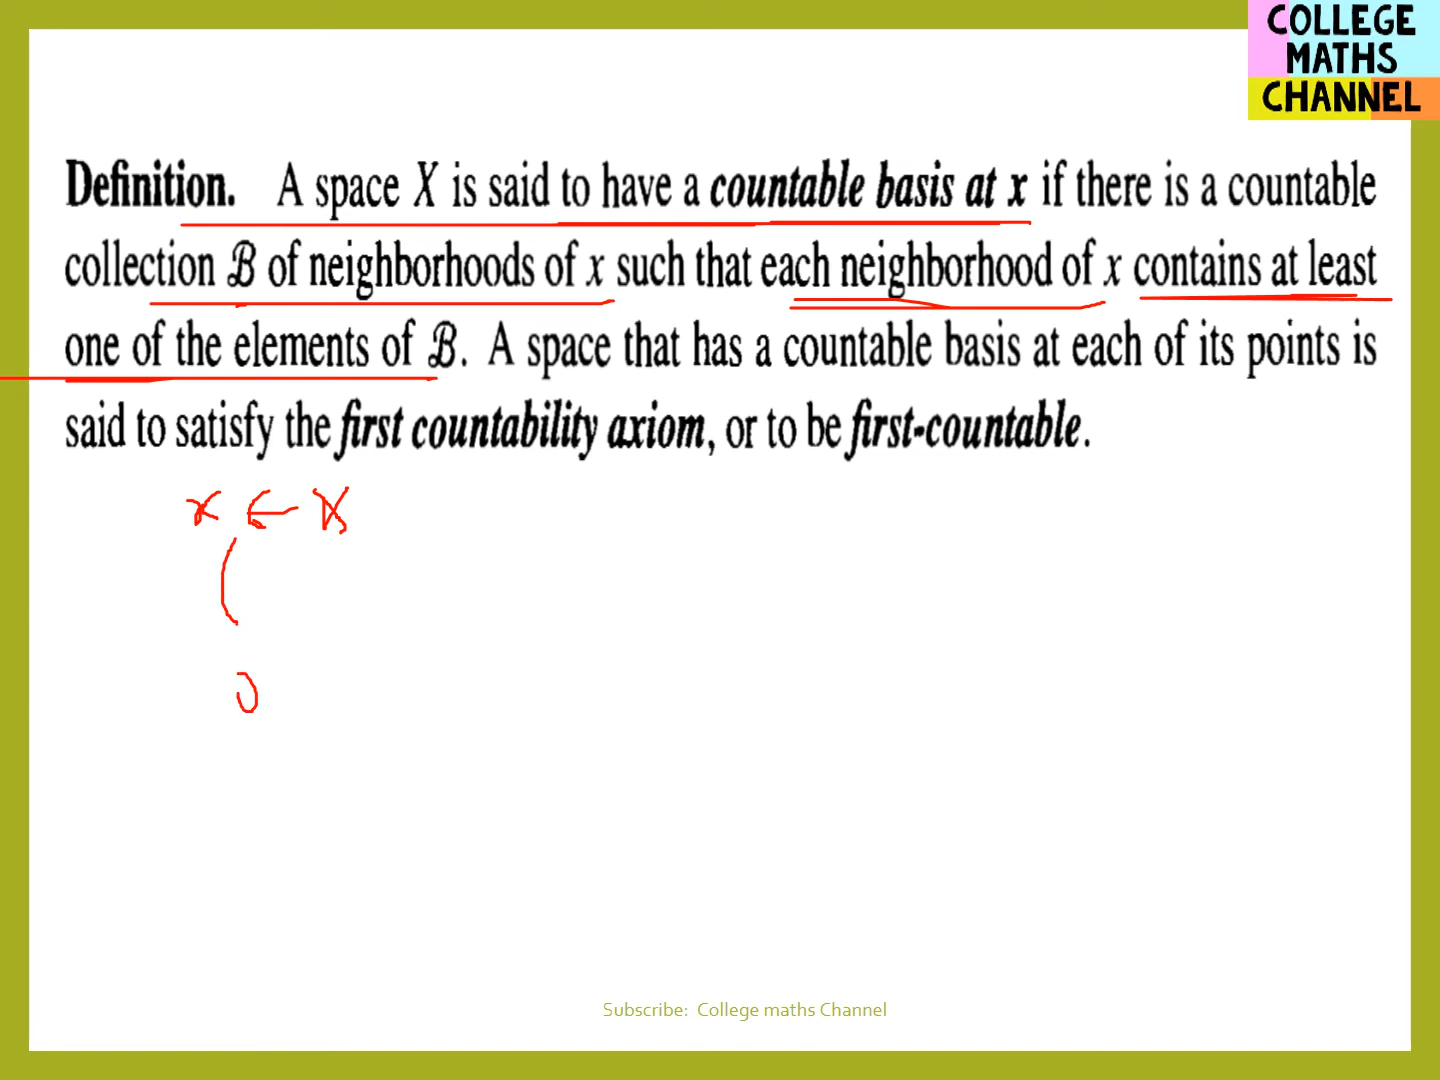 COLLEGE
MATHS
CHANNEL
Definition. A space X is said to have a countable basis at x if there is a countable
collection ℬ of neighborhoods of x such that each neighborhood of x contains at least
one of the elements of ℬ. A space that has a countable basis at each of its points is
said to satisfy the first countability axiom, or to be first-countable.
x ← X
Subscribe: College maths Channel